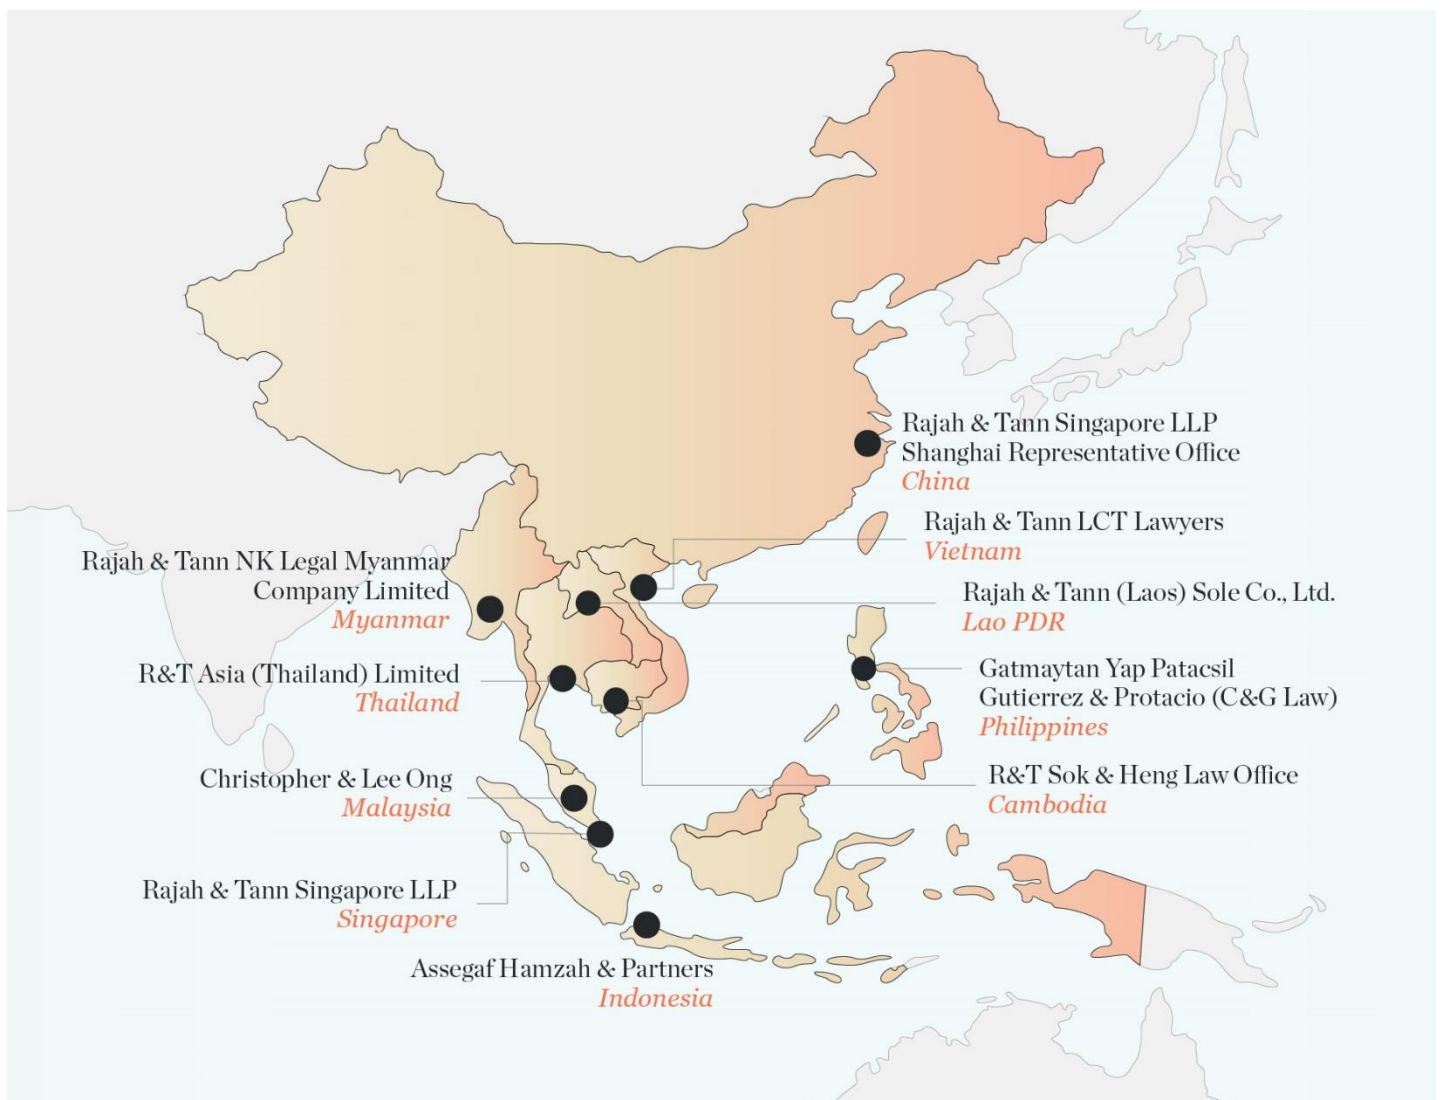 Rajah & Tann Singapore LLP
Shanghai Representative Office
China
Rajah & Tann LCT Lawyers
Vietnam
Rajah & Tann NK Legal Myanmar
Company Limited
Myanmar
Rajah & Tann (Laos) Sole Co., Ltd.
Lao PDR
R&T Asia (Thailand) Limited
Thailand
Gatmaytan Yap Patacsil
Gutierrez & Protacio (C&G Law)
Philippines
Christopher & Lee Ong
Malaysia
R&T Sok & Heng Law Office
Cambodia
Rajah & Tann Singapore LLP
Singapore
Assegaf Hamzah & Partners
Indonesia